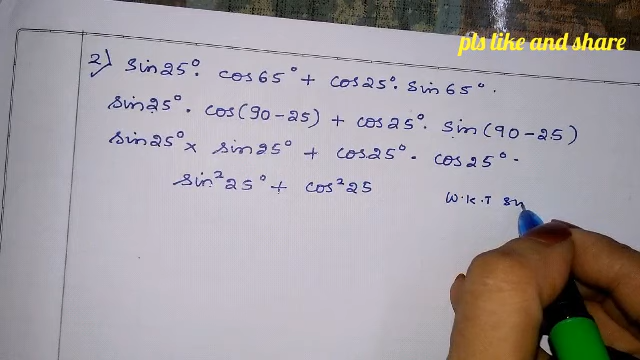 pls like and share
2) sin25°. cos65° + cos25°. sin65°.
sin25°. cos(90-25) + cos25°. sin(90-25)
sin25° × sin25° + cos25°. cos25°.
sin²25° + cos²25
W.K.T